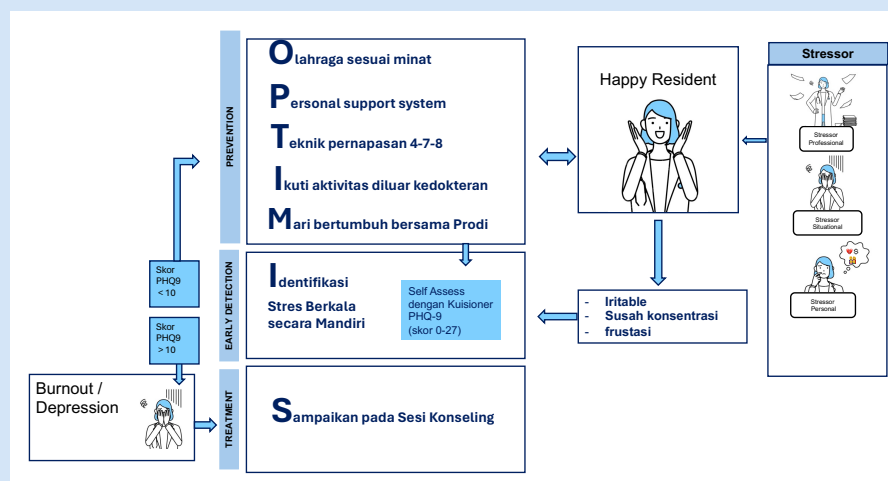 PREVENTION
Olahraga sesuai minat
Personal support system
Teknik pernapasan 4-7-8
Ikuti aktivitas diluar kedokteran
Mari bertumbuh bersama Prodi
Happy Resident
Stressor
Stressor
Professional
Stressor
Situational
S
Stressor
Personal
Skor
PHQ9
< 10
Skor
PHQ9
> 10
EARLY DETECTION
Identifikasi
Stres Berkala
secara Mandiri
Self Assess
dengan Kuisioner
PHQ-9
(skor 0-27)
- Iritable
- Susah konsentrasi
- frustasi
Burnout /
Depression
TREATMENT
Sampaikan pada Sesi Konseling